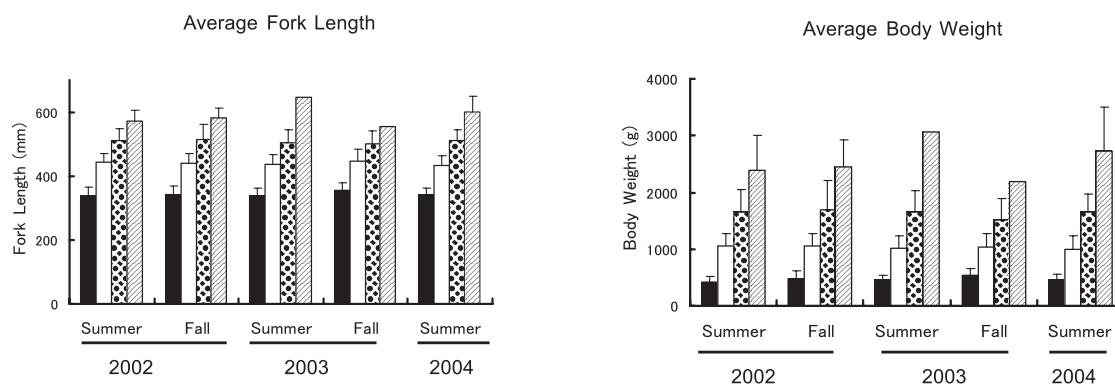 Average Fork Length
Fork Length (mm)
600
400
200
0
Summer Fall Summer Fall Summer
2002 2003 2004
Average Body Weight
Body Weight (g)
4000
3000
2000
1000
0
Summer Fall Summer Fall Summer
2002 2003 2004